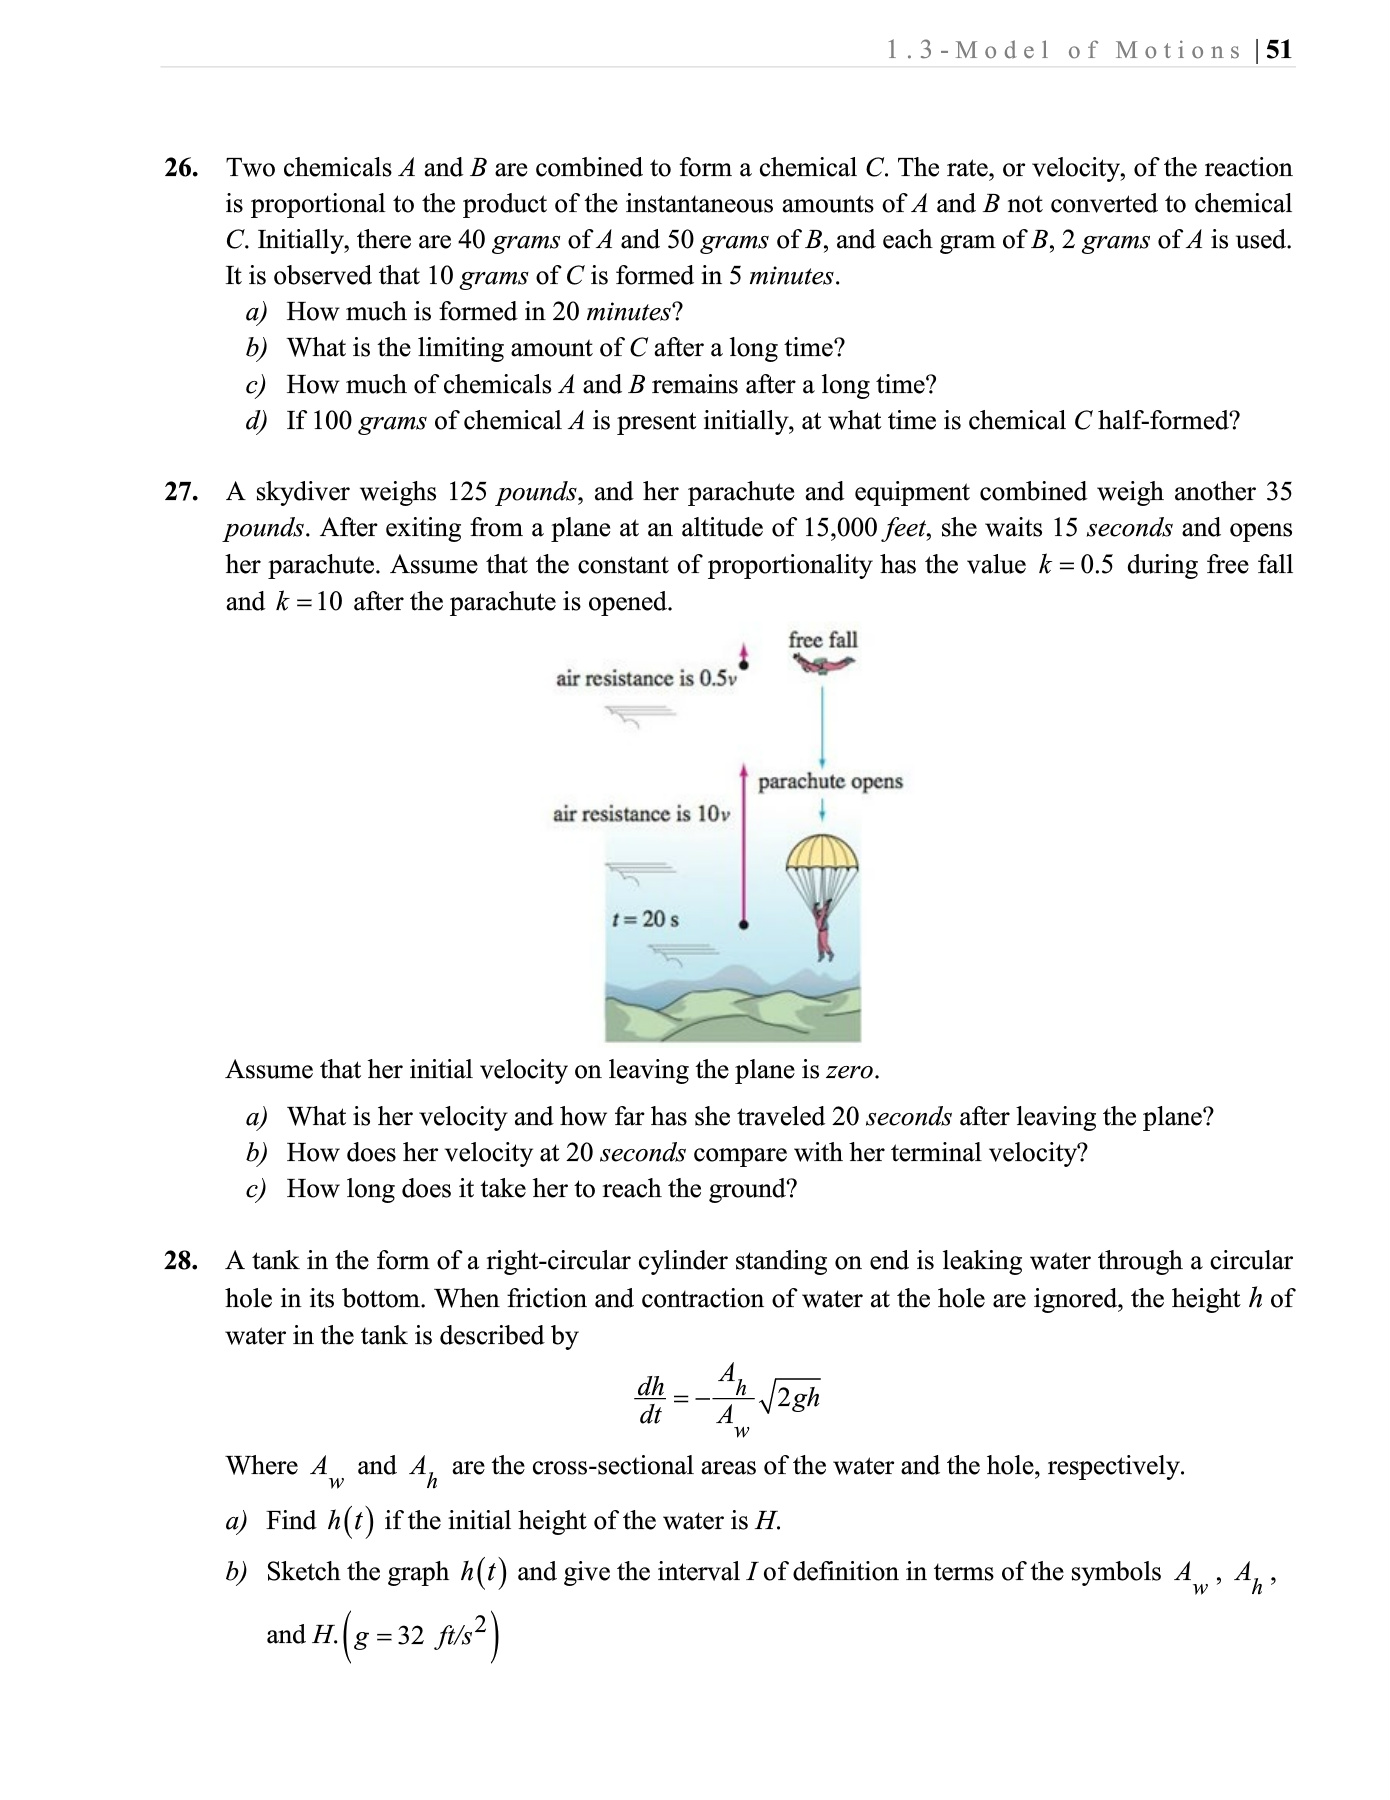 1.3-Model of Motions | 51
26. Two chemicals A and B are combined to form a chemical C. The rate, or velocity, of the reaction
is proportional to the product of the instantaneous amounts of A and B not converted to chemical
C. Initially, there are 40 grams of A and 50 grams of B, and each gram of B, 2 grams of A is used.
It is observed that 10 grams of C is formed in 5 minutes.
a) How much is formed in 20 minutes?
b) What is the limiting amount of C after a long time?
c) How much of chemicals A and B remains after a long time?
d) If 100 grams of chemical A is present initially, at what time is chemical C half-formed?
27. A skydiver weighs 125 pounds, and her parachute and equipment combined weigh another 35
pounds. After exiting from a plane at an altitude of 15,000 feet, she waits 15 seconds and opens
her parachute. Assume that the constant of proportionality has the value k = 0.5 during free fall
and k = 10 after the parachute is opened.
free fall
air resistance is 0.5v
parachute opens
air resistance is 10v
t = 20 s
Assume that her initial velocity on leaving the plane is zero.
a) What is her velocity and how far has she traveled 20 seconds after leaving the plane?
b) How does her velocity at 20 seconds compare with her terminal velocity?
c) How long does it take her to reach the ground?
28. A tank in the form of a right-circular cylinder standing on end is leaking water through a circular
hole in its bottom. When friction and contraction of water at the hole are ignored, the height h of
water in the tank is described by
dh/dt = −A_h/A_w √2gh
Where A_w and A_h are the cross-sectional areas of the water and the hole, respectively.
a) Find h(t) if the initial height of the water is H.
b) Sketch the graph h(t) and give the interval I of definition in terms of the symbols A_w, A_h,
and H. (g = 32 ft/s²)